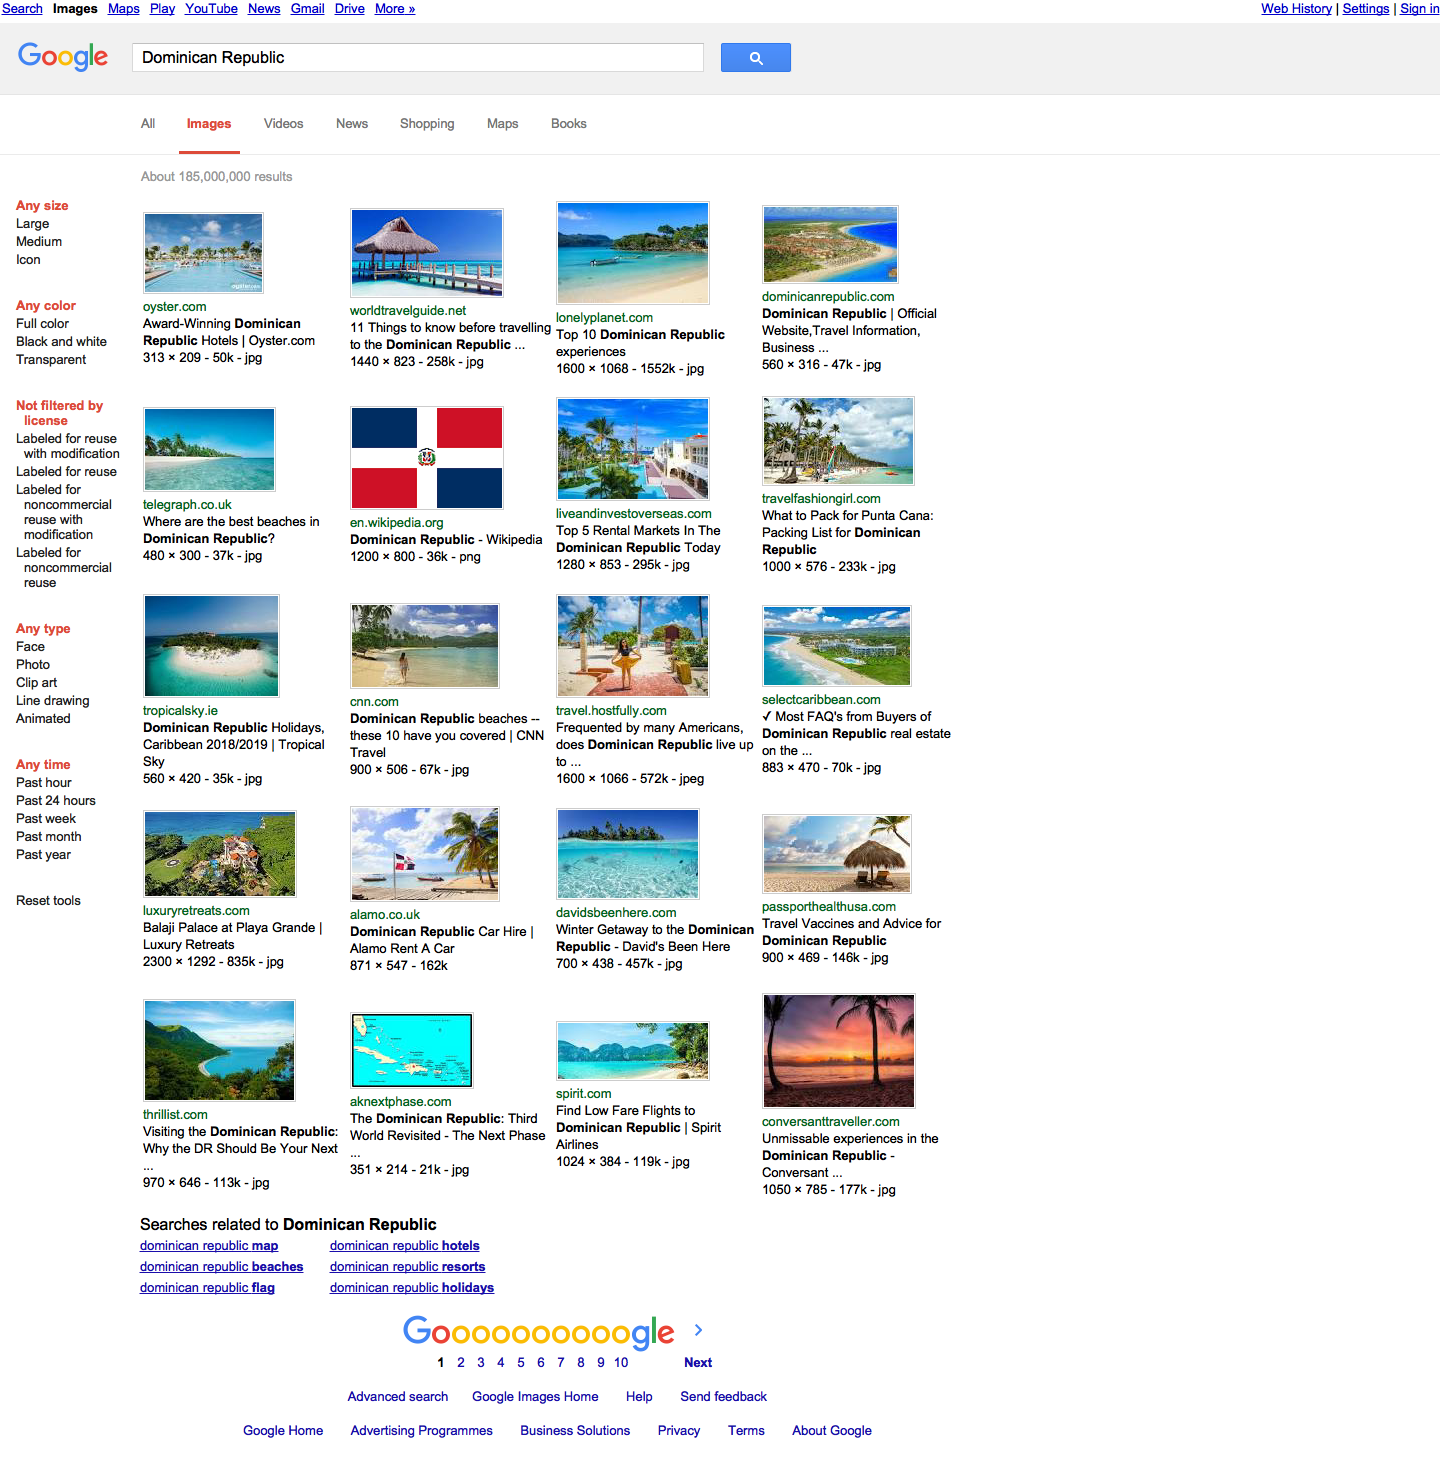 Search Images Maps Play YouTube News Gmail Drive More »
Web History | Settings | Sign in
Google
Dominican Republic
All Images Videos News Shopping Maps Books
About 185,000,000 results
Any size
Large
Medium
Icon
Any color
Full color
Black and white
Transparent
Not filtered by
license
Labeled for reuse
with modification
Labeled for reuse
Labeled for
noncommercial
reuse with
modification
Labeled for
noncommercial
reuse
Any type
Face
Photo
Clip art
Line drawing
Animated
Any time
Past hour
Past 24 hours
Past week
Past month
Past year
Reset tools
oyster.com
Award-Winning Dominican
Republic Hotels | Oyster.com
313 × 209 - 50k - jpg
worldtravelguide.net
11 Things to know before travelling
to the Dominican Republic ...
1440 × 823 - 258k - jpg
lonelyplanet.com
Top 10 Dominican Republic
experiences
1600 × 1068 - 1552k - jpg
dominicanrepublic.com
Dominican Republic | Official
Website,Travel Information,
Business ...
560 × 316 - 47k - jpg
telegraph.co.uk
Where are the best beaches in
Dominican Republic?
480 × 300 - 37k - jpg
en.wikipedia.org
Dominican Republic - Wikipedia
1200 × 800 - 36k - png
liveandinvestoverseas.com
Top 5 Rental Markets In The
Dominican Republic Today
1280 × 853 - 295k - jpg
travelfashiongirl.com
What to Pack for Punta Cana:
Packing List for Dominican
Republic
1000 × 576 - 233k - jpg
tropicalsky.ie
Dominican Republic Holidays,
Caribbean 2018/2019 | Tropical
Sky
560 × 420 - 35k - jpg
cnn.com
Dominican Republic beaches --
these 10 have you covered | CNN
Travel
900 × 506 - 67k - jpg
travel.hostfully.com
Frequented by many Americans,
does Dominican Republic live up
to ...
1600 × 1066 - 572k - jpeg
selectcaribbean.com
✓ Most FAQ's from Buyers of
Dominican Republic real estate
on the ...
883 × 470 - 70k - jpg
luxuryretreats.com
Balaji Palace at Playa Grande |
Luxury Retreats
2300 × 1292 - 835k - jpg
alamo.co.uk
Dominican Republic Car Hire |
Alamo Rent A Car
871 × 547 - 162k
davidsbeenhere.com
Winter Getaway to the Dominican
Republic - David's Been Here
700 × 438 - 457k - jpg
passporthealthusa.com
Travel Vaccines and Advice for
Dominican Republic
900 × 469 - 146k - jpg
thrillist.com
Visiting the Dominican Republic:
Why the DR Should Be Your Next
...
970 × 646 - 113k - jpg
aknextphase.com
The Dominican Republic: Third
World Revisited - The Next Phase
...
351 × 214 - 21k - jpg
spirit.com
Find Low Fare Flights to
Dominican Republic | Spirit
Airlines
1024 × 384 - 119k - jpg
conversanttraveller.com
Unmissable experiences in the
Dominican Republic -
Conversant ...
1050 × 785 - 177k - jpg
Searches related to Dominican Republic
dominican republic map dominican republic hotels
dominican republic beaches dominican republic resorts
dominican republic flag dominican republic holidays
Goooooooooogle
1 2 3 4 5 6 7 8 9 10 Next
Advanced search Google Images Home Help Send feedback
Google Home Advertising Programmes Business Solutions Privacy Terms About Google